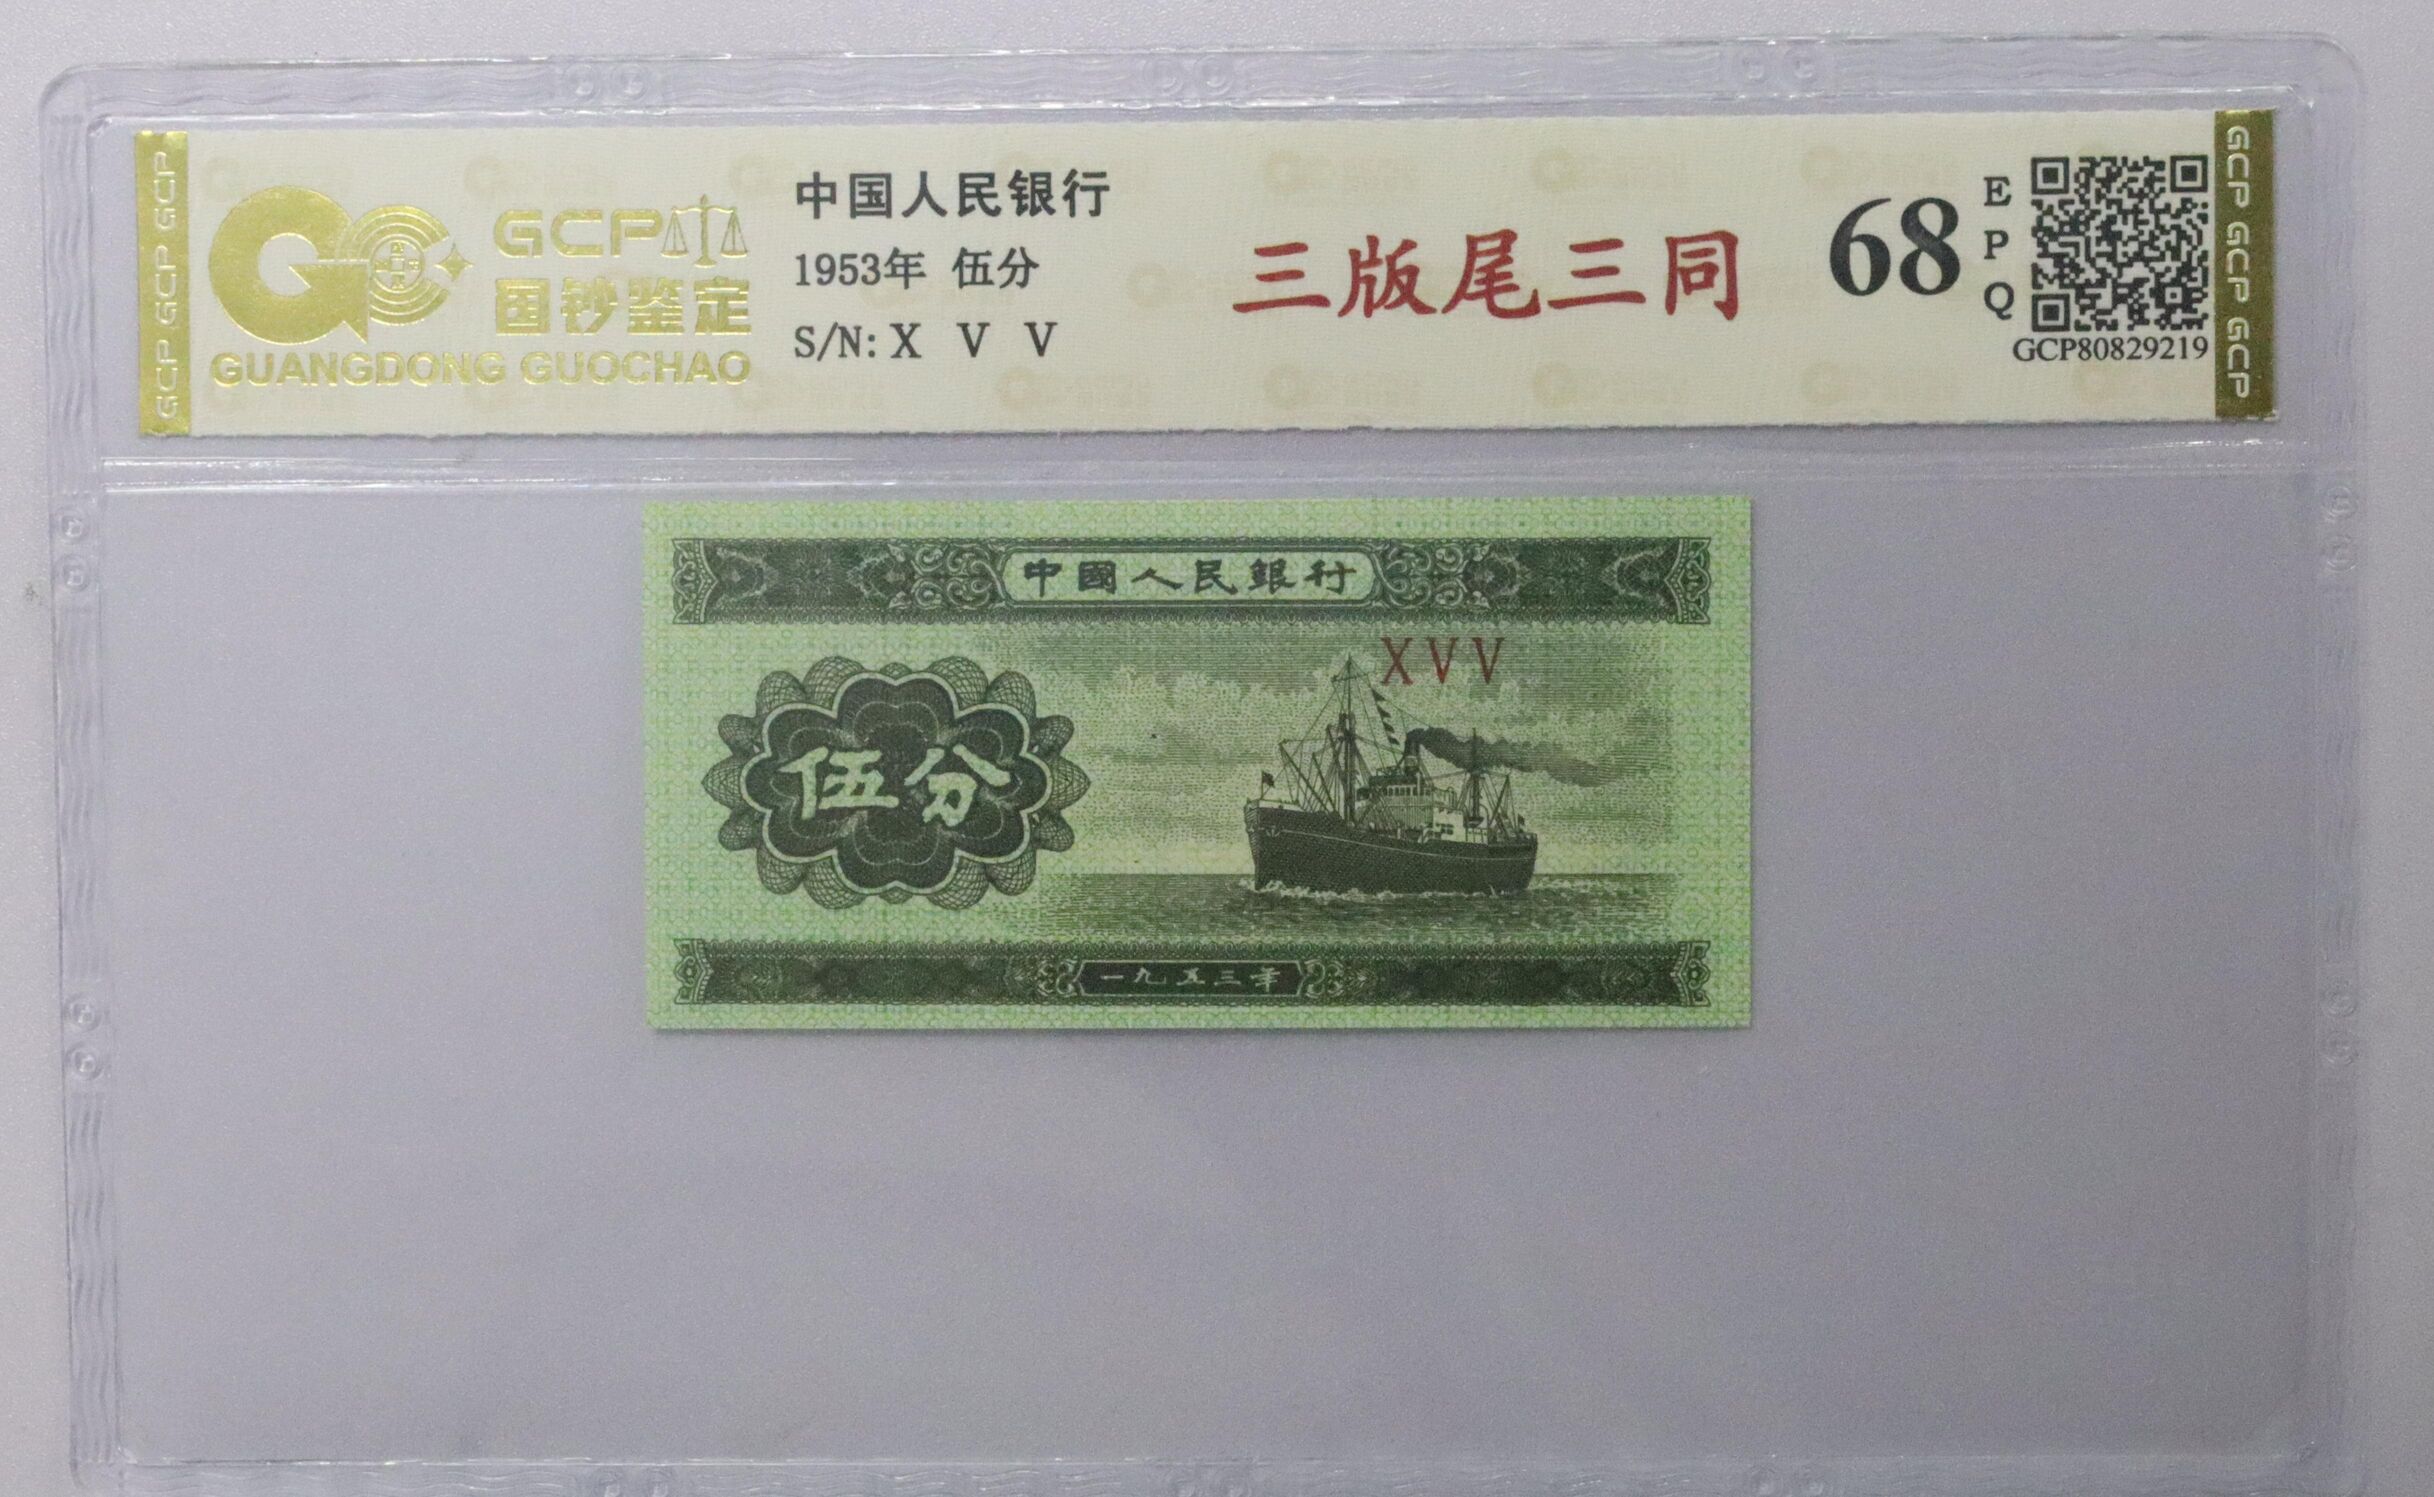 GCP GCP GCP
GCP
国钞鉴定
GUANGDONG GUOCHAO
中国人民银行
1953年 伍分
S/N: X V V
三版尾三同
68
EPQ
GCP80829219
GCP GCP GCP
中國人民銀行
XVV
伍分
一九五三年